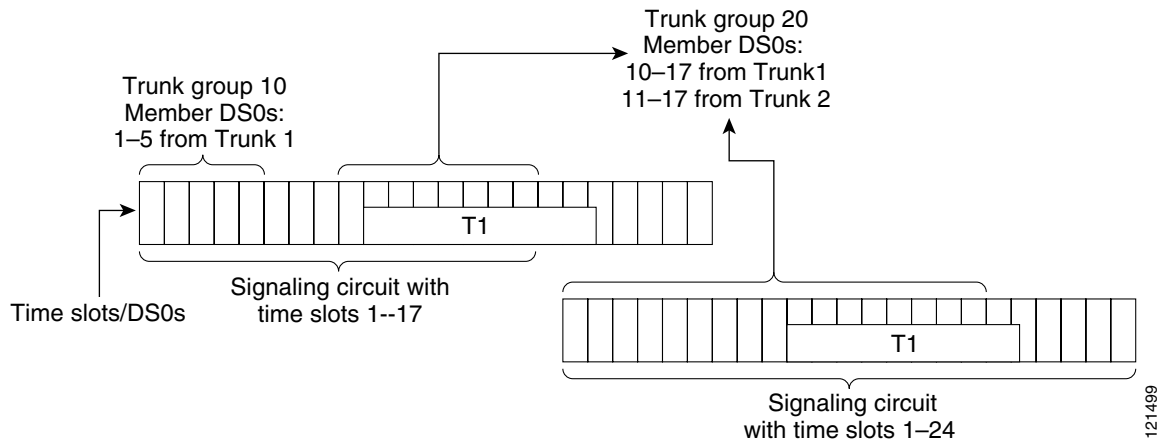 Trunk group 20
Member DS0s:
10–17 from Trunk1
11–17 from Trunk 2
Trunk group 10
Member DS0s:
1–5 from Trunk 1
T1
Signaling circuit with
time slots 1--17
Time slots/DS0s
T1
Signaling circuit
with time slots 1–24
121499